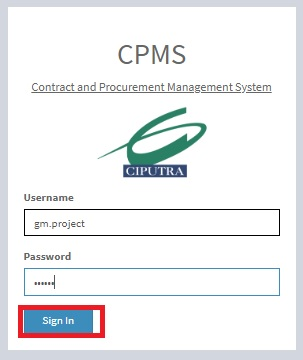 CPMS
Contract and Procurement Management System
CIPUTRA
Username
gm.project
Password
••••••
Sign In